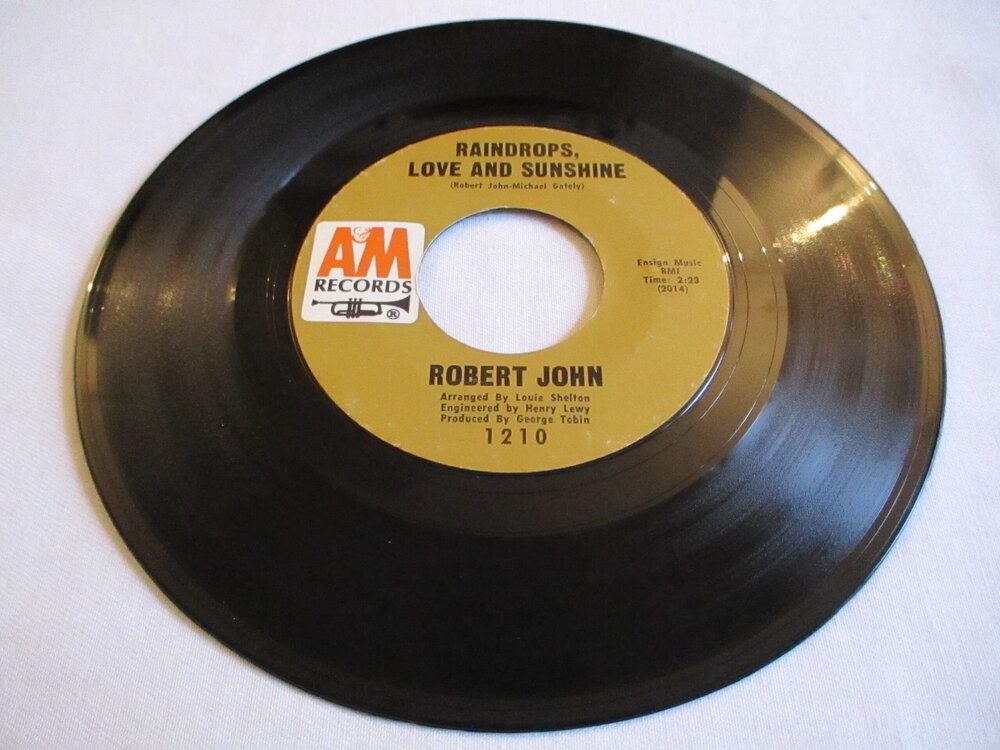 RAINDROPS,
LOVE AND SUNSHINE
(Robert John-Michael Gately)
A&M
RECORDS
®
Ensign Music
BMI
Time: 2:23
(2014)
ROBERT JOHN
Arranged By Louie Shelton
Engineered by Henry Lewy
Produced By George Tobin
1210